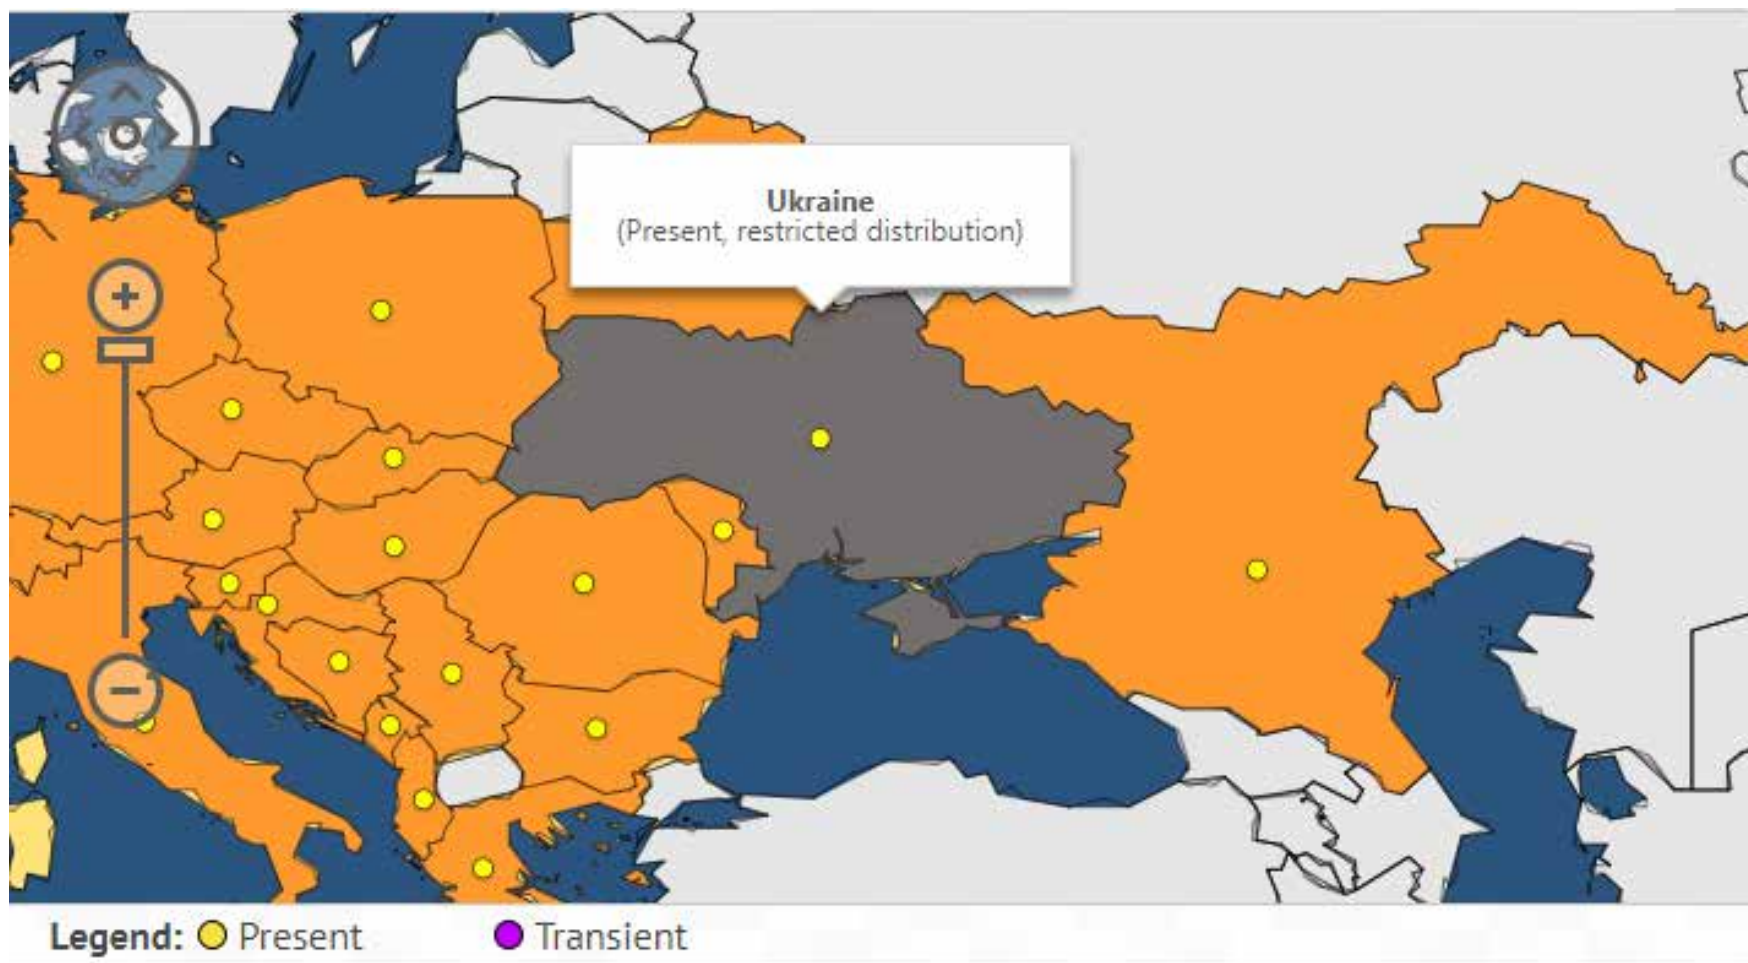 Ukraine
(Present, restricted distribution)
Legend: Present Transient